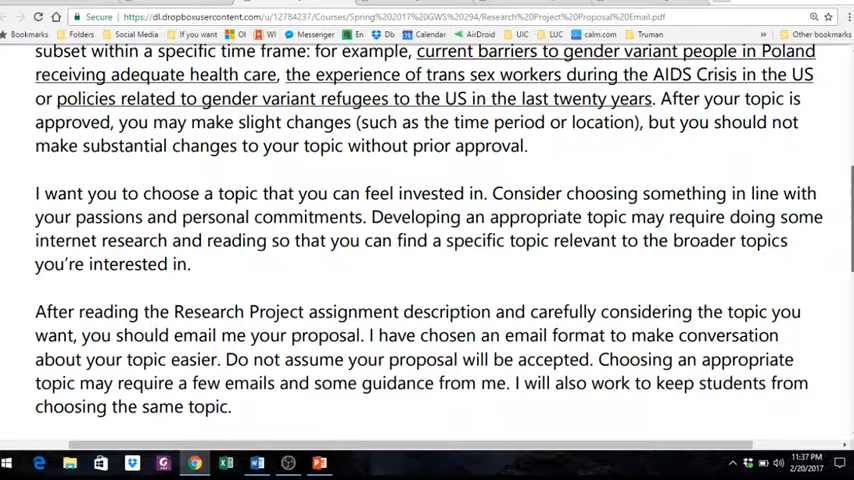 Secure | https://dl.dropboxusercontent.com/u/12784237/Courses/Spring%202017%20GWS%20294/Research%20Project%20Proposal%20Email.pdf
Bookmarks Folders Social Media If you want OI WI Messenger EN Db Calendar AirDroid UIC LUC calm.com Truman » Other bookmarks
subset within a specific time frame: for example, current barriers to gender variant people in Poland
receiving adequate health care, the experience of trans sex workers during the AIDS Crisis in the US
or policies related to gender variant refugees to the US in the last twenty years. After your topic is
approved, you may make slight changes (such as the time period or location), but you should not
make substantial changes to your topic without prior approval.
I want you to choose a topic that you can feel invested in. Consider choosing something in line with
your passions and personal commitments. Developing an appropriate topic may require doing some
internet research and reading so that you can find a specific topic relevant to the broader topics
you’re interested in.
After reading the Research Project assignment description and carefully considering the topic you
want, you should email me your proposal. I have chosen an email format to make conversation
about your topic easier. Do not assume your proposal will be accepted. Choosing an appropriate
topic may require a few emails and some guidance from me. I will also work to keep students from
choosing the same topic.
11:37 PM
2/20/2017